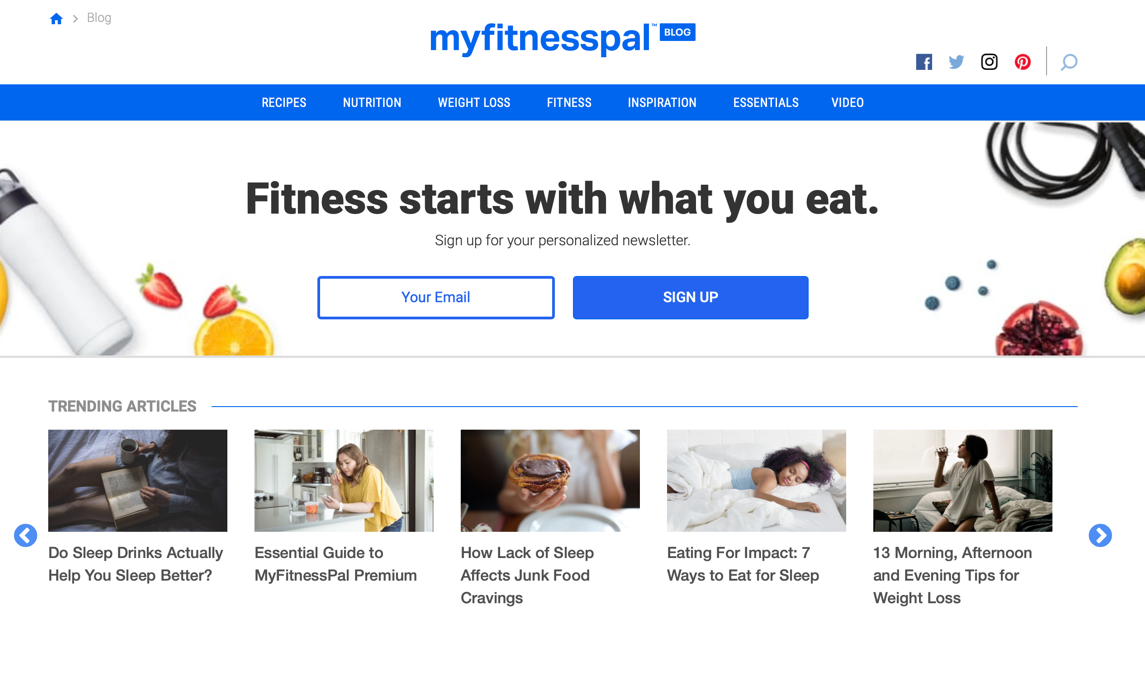 Blog
myfitnesspal™ BLOG
RECIPES NUTRITION WEIGHT LOSS FITNESS INSPIRATION ESSENTIALS VIDEO
Fitness starts with what you eat.
Sign up for your personalized newsletter.
Your Email SIGN UP
TRENDING ARTICLES
Do Sleep Drinks Actually
Help You Sleep Better?
Essential Guide to
MyFitnessPal Premium
How Lack of Sleep
Affects Junk Food
Cravings
Eating For Impact: 7
Ways to Eat for Sleep
13 Morning, Afternoon
and Evening Tips for
Weight Loss